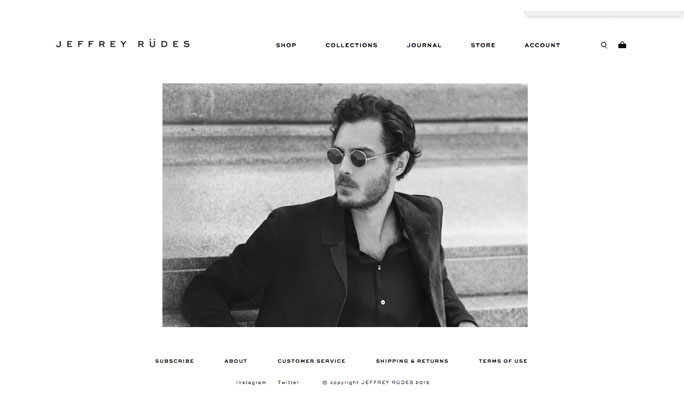 JEFFREY RÜDES SHOP COLLECTIONS JOURNAL STORE ACCOUNT
SUBSCRIBE ABOUT CUSTOMER SERVICE SHIPPING & RETURNS TERMS OF USE
Instagram Twitter © copyright JEFFREY RÜDES 2015